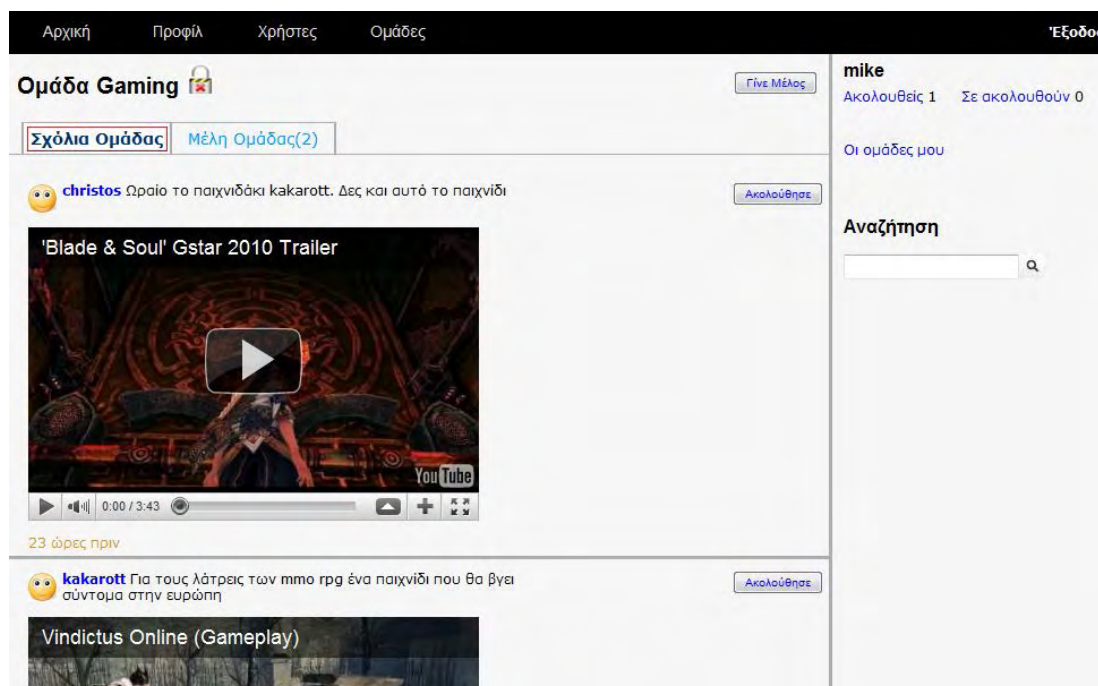 Αρχική Προφίλ Χρήστες Ομάδες Έξοδος
Ομάδα Gaming
Γίνε Μέλος
Σχόλια Ομάδας Μέλη Ομάδας(2)
christos Ωραίο το παιχνιδάκι kakarott. Δες και αυτό το παιχνίδι
Ακολούθησε
'Blade & Soul' Gstar 2010 Trailer
You Tube
0:00 / 3:43
23 ώρες πριν
kakarott Για τους λάτρεις των mmo rpg ένα παιχνίδι που θα βγει
σύντομα στην ευρώπη
Ακολούθησε
Vindictus Online (Gameplay)
mike
Ακολουθείς 1 Σε ακολουθούν 0
Οι ομάδες μου
Αναζήτηση